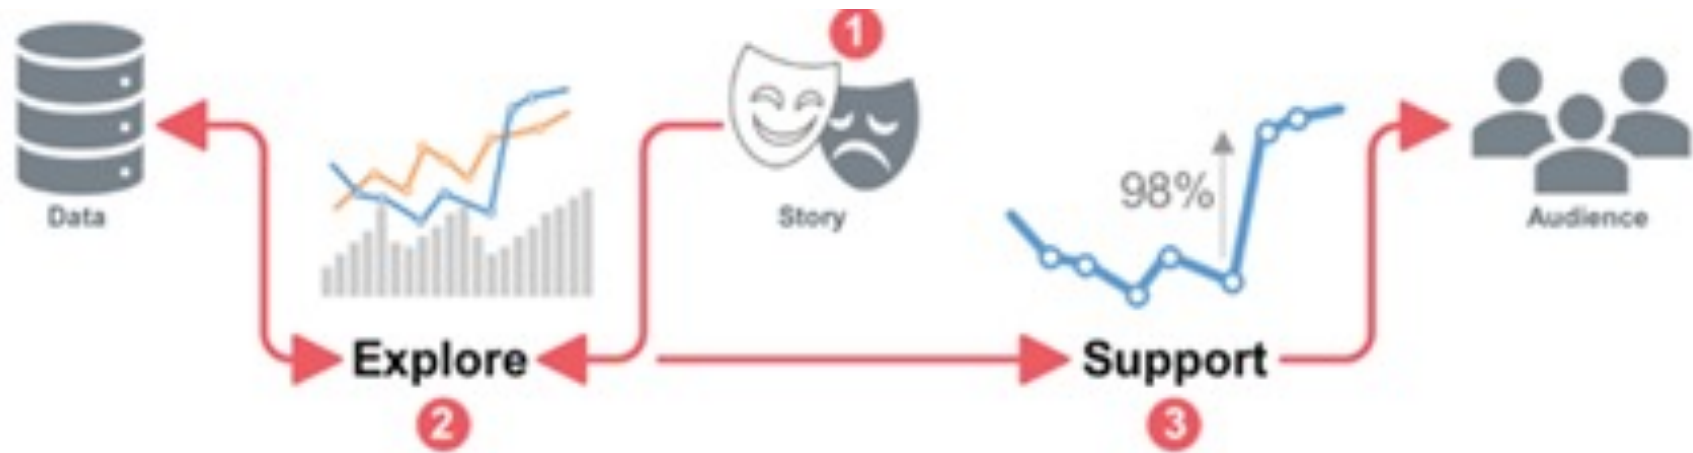 1
98%
Data
Story
Audience
Explore
Support
2
3